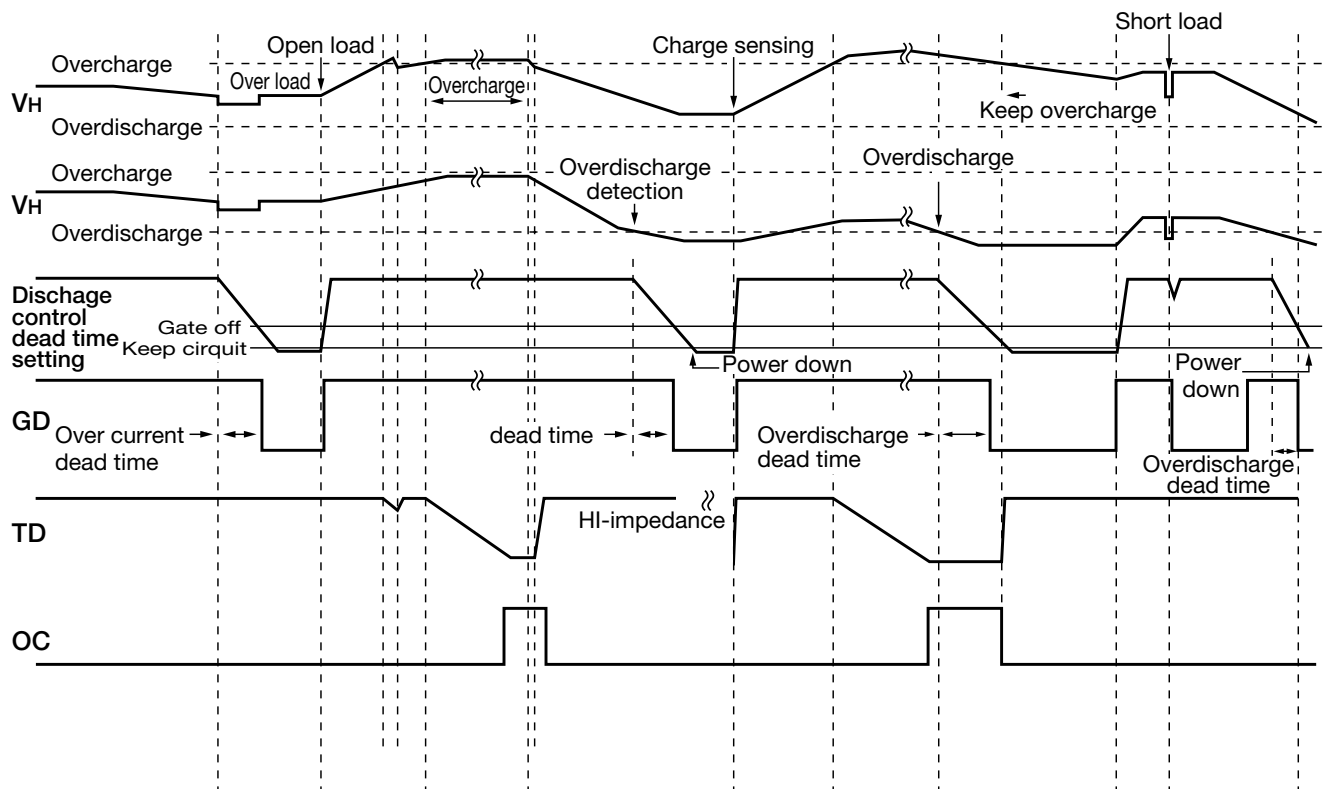 Short load
Open load
Charge sensing
Overcharge
Over load
Overcharge
VH
Keep overcharge
Overdischarge
Overcharge
Overdischarge
Overdischarge
detection
VH
Overdischarge
Dischage
control
dead time
setting
Gate off
Keep cirquit
Power down
Power
down
GD
Over current
dead time
dead time
Overdischarge
dead time
Overdischarge
dead time
HI-impedance
TD
OC